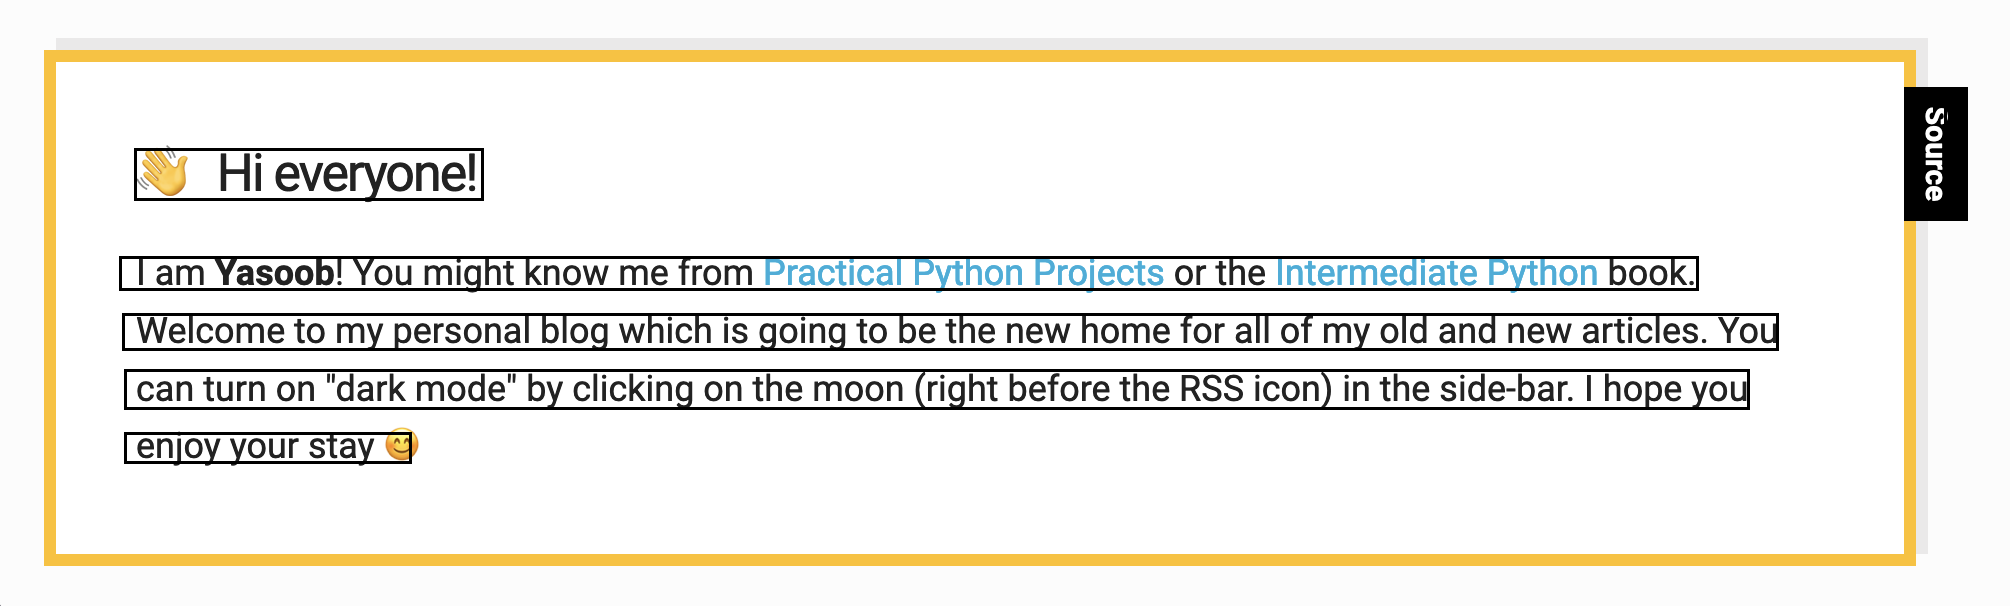 👋 Hi everyone!
I am Yasoob! You might know me from Practical Python Projects or the Intermediate Python book.
Welcome to my personal blog which is going to be the new home for all of my old and new articles. You
can turn on "dark mode" by clicking on the moon (right before the RSS icon) in the side-bar. I hope you
enjoy your stay 😊
Source